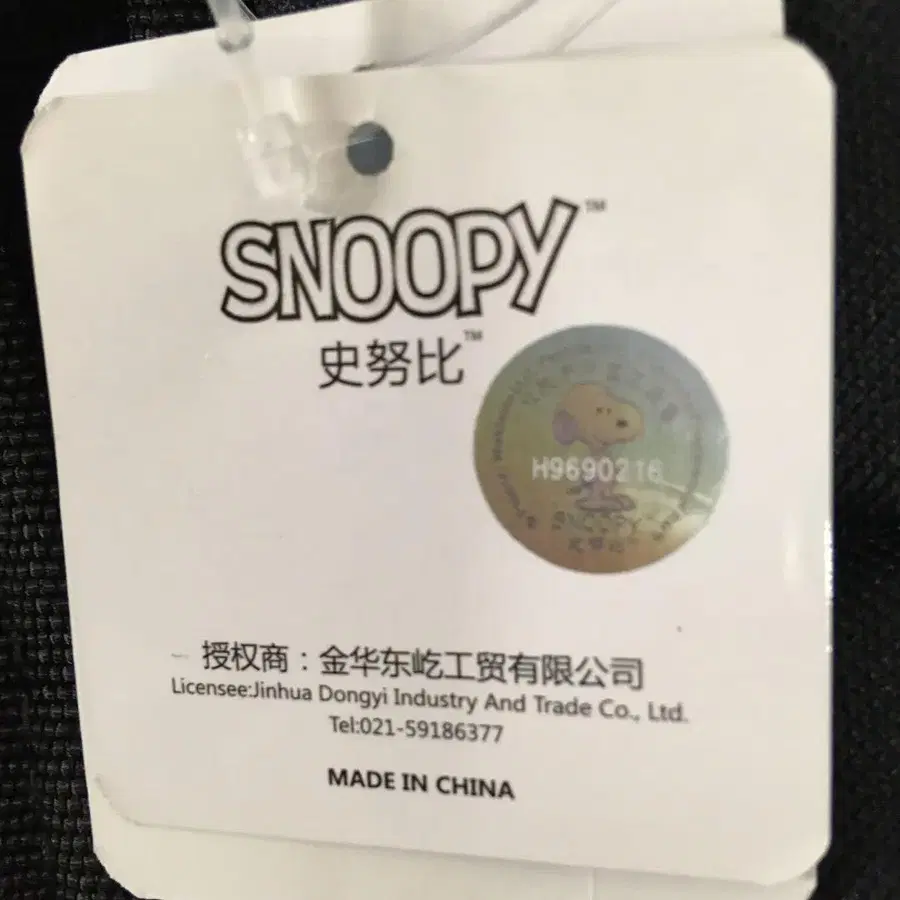 SNOOPY™
史努比™
H9690216
授权商：金华东屹工贸有限公司
Licensee:Jinhua Dongyi Industry And Trade Co., Ltd.
Tel:021-59186377
MADE IN CHINA